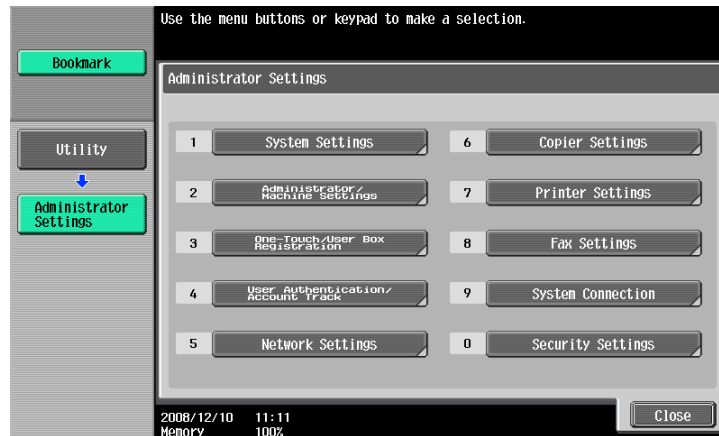 Use the menu buttons or keypad to make a selection.
Bookmark
Administrator Settings
Utility
Administrator
Settings
1 System Settings
6 Copier Settings
2 Administrator/
Machine Settings
7 Printer Settings
3 One-Touch/User Box
Registration
8 Fax Settings
4 User Authentication/
Account Track
9 System Connection
5 Network Settings
0 Security Settings
2008/12/10 11:11
Memory 100%
Close